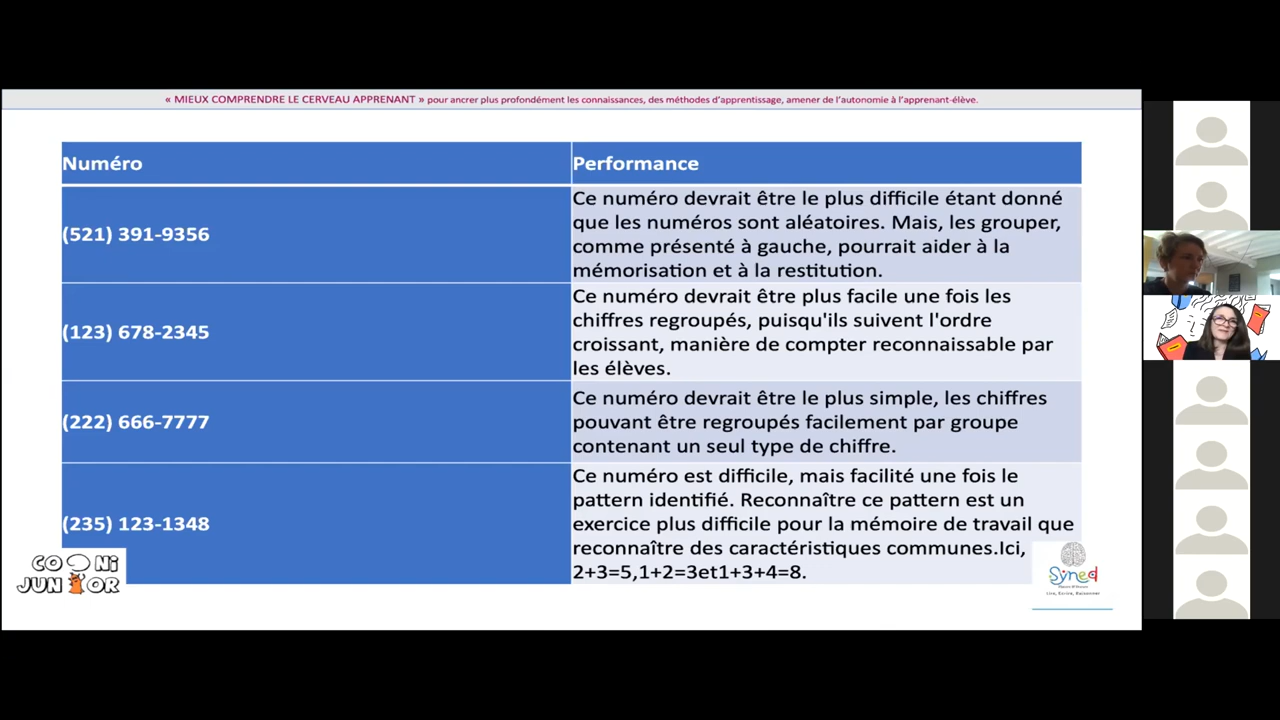 « MIEUX COMPRENDRE LE CERVEAU APPRENANT » pour ancrer plus profondément les connaissances, des méthodes d'apprentissage, amener de l'autonomie à l'apprenant-élève.
Numéro
Performance
(521) 391-9356
Ce numéro devrait être le plus difficile étant donné
que les numéros sont aléatoires. Mais, les grouper,
comme présenté à gauche, pourrait aider à la
mémorisation et à la restitution.
(123) 678-2345
Ce numéro devrait être plus facile une fois les
chiffres regroupés, puisqu'ils suivent l'ordre
croissant, manière de compter reconnaissable par
les élèves.
(222) 666-7777
Ce numéro devrait être le plus simple, les chiffres
pouvant être regroupés facilement par groupe
contenant un seul type de chiffre.
(235) 123-1348
Ce numéro est difficile, mais facilité une fois le
pattern identifié. Reconnaître ce pattern est un
exercice plus difficile pour la mémoire de travail que
reconnaître des caractéristiques communes.Ici,
2+3=5,1+2=3et1+3+4=8.
COGNi
JUNiOR
Syned
Lire, Ecrire, Raisonner